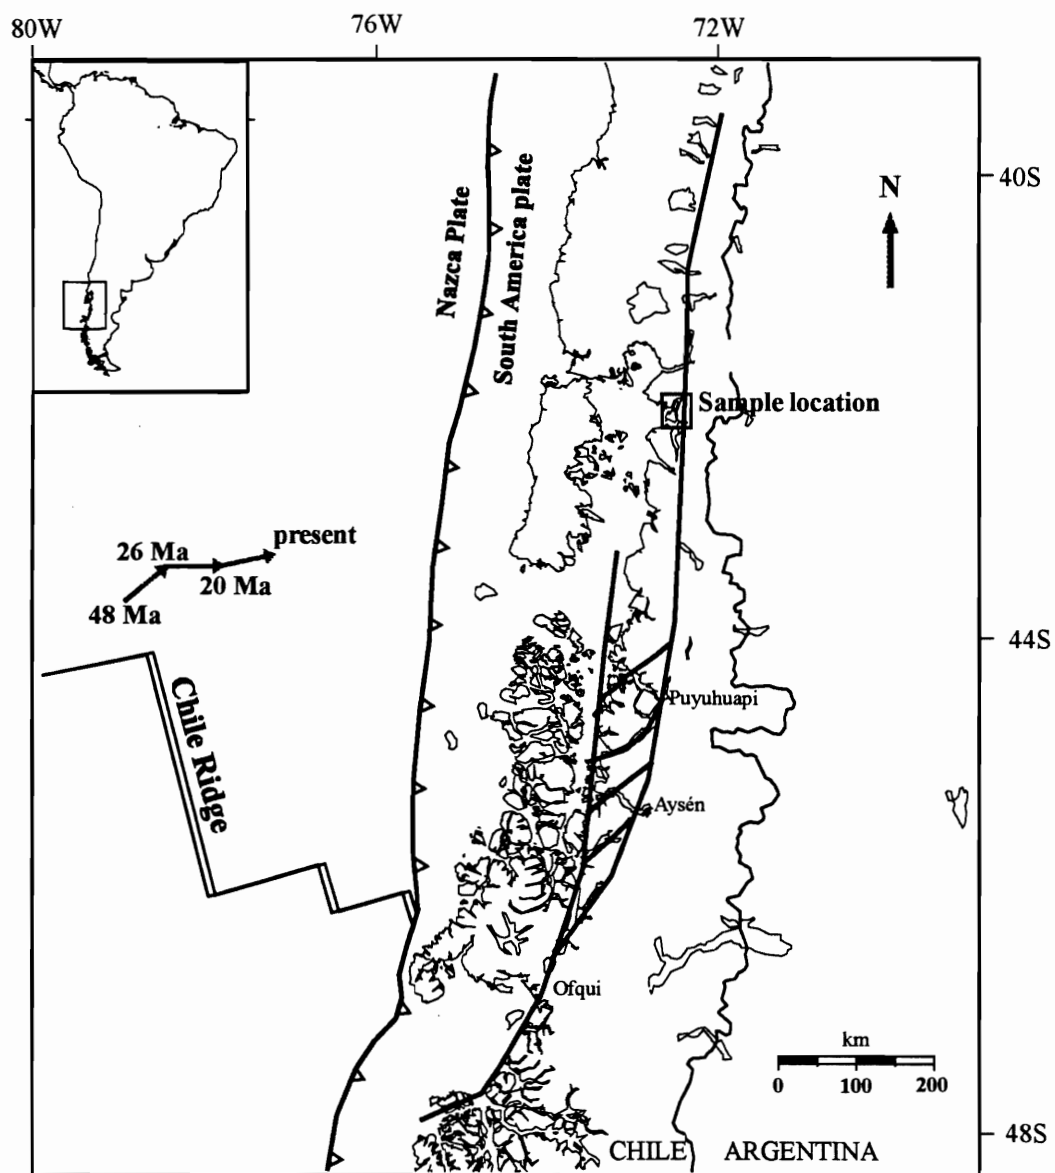 80W
76W
72W
40S
N
Nazca Plate
South America plate
Sample location
present
26 Ma
20 Ma
48 Ma
44S
Puyuhuapi
Chile Ridge
Aysén
Ofqui
km
0 100 200
48S
CHILE ARGENTINA